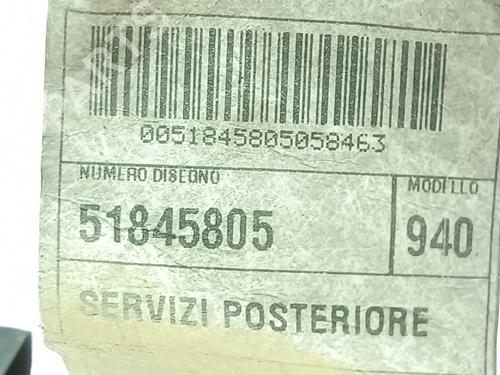 0051845805058463
NUMERO DISEGNO
MODELLO
51845805
940
SERVIZI POSTERIORE